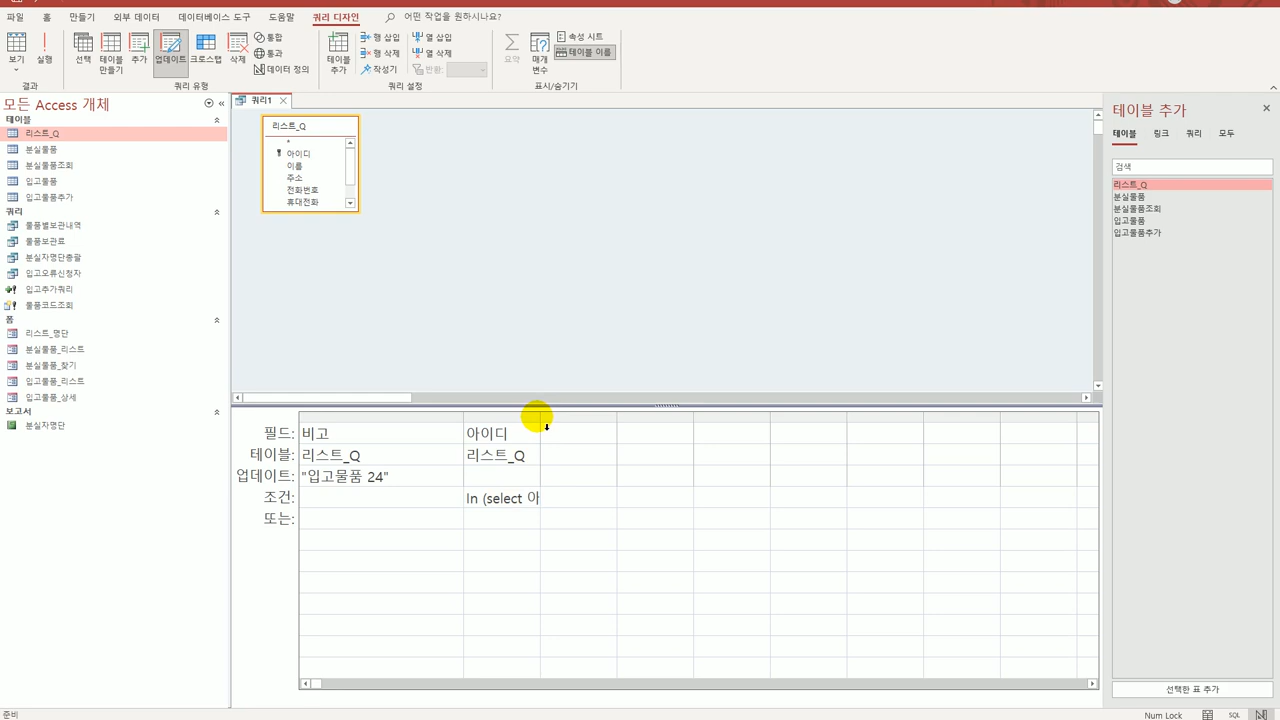 파일 홈 만들기 외부 데이터 데이터베이스 도구 도움말 쿼리 디자인 어떤 작업을 원하시나요?
보기 실행 선택 테이블 만들기 추가 업데이트 크로스탭 삭제 통합 통과 데이터 정의 테이블 추가 행 삽입 행 삭제 작성기 열 삽입 열 삭제 반환: 요약 매개 변수 속성 시트 테이블 이름
결과 쿼리 유형 쿼리 설정 표시/숨기기
모든 Access 개체
테이블
리스트_Q
분실물품
분실물품조회
입고물품
입고물품추가
쿼리
물품별보관내역
물품보관료
분실자명단총괄
입고오류신청자
입고추가쿼리
물품코드조회
폼
리스트_명단
분실물품_리스트
분실물품_찾기
입고물품_리스트
입고물품_상세
보고서
분실자명단
쿼리1
리스트_Q
*
아이디
이름
주소
전화번호
휴대전화
필드: 비고 아이디
테이블: 리스트_Q 리스트_Q
업데이트: "입고물품 24"
조건: In (select 아
또는:
테이블 추가
테이블 링크 쿼리 모두
검색
리스트_Q
분실물품
분실물품조회
입고물품
입고물품추가
선택한 표 추가
준비 Num Lock SQL